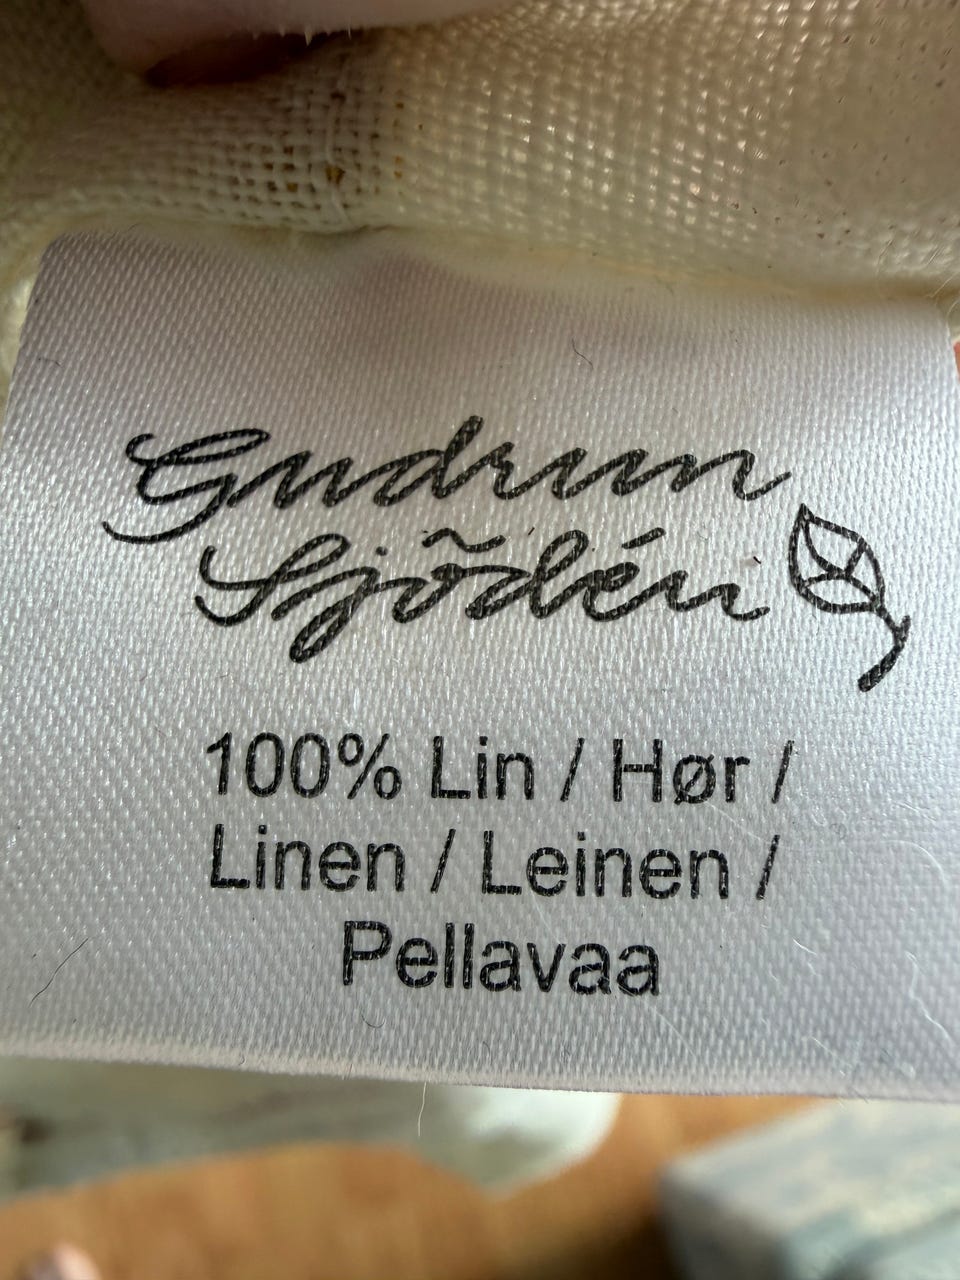 Gudrun
Sjödén
100% Lin / Hør /
Linen / Leinen /
Pellavaa